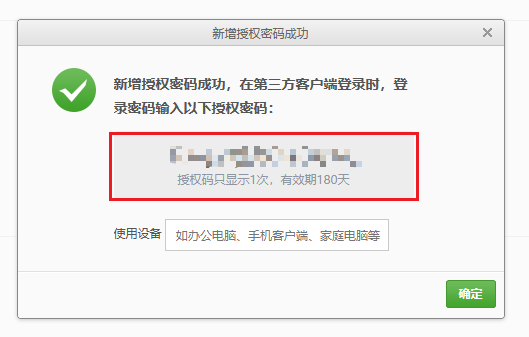 新增授权密码成功
新增授权密码成功，在第三方客户端登录时，登
录密码输入以下授权密码：
授权码只显示1次，有效期180天
使用设备 如办公电脑、手机客户端、家庭电脑等
确定